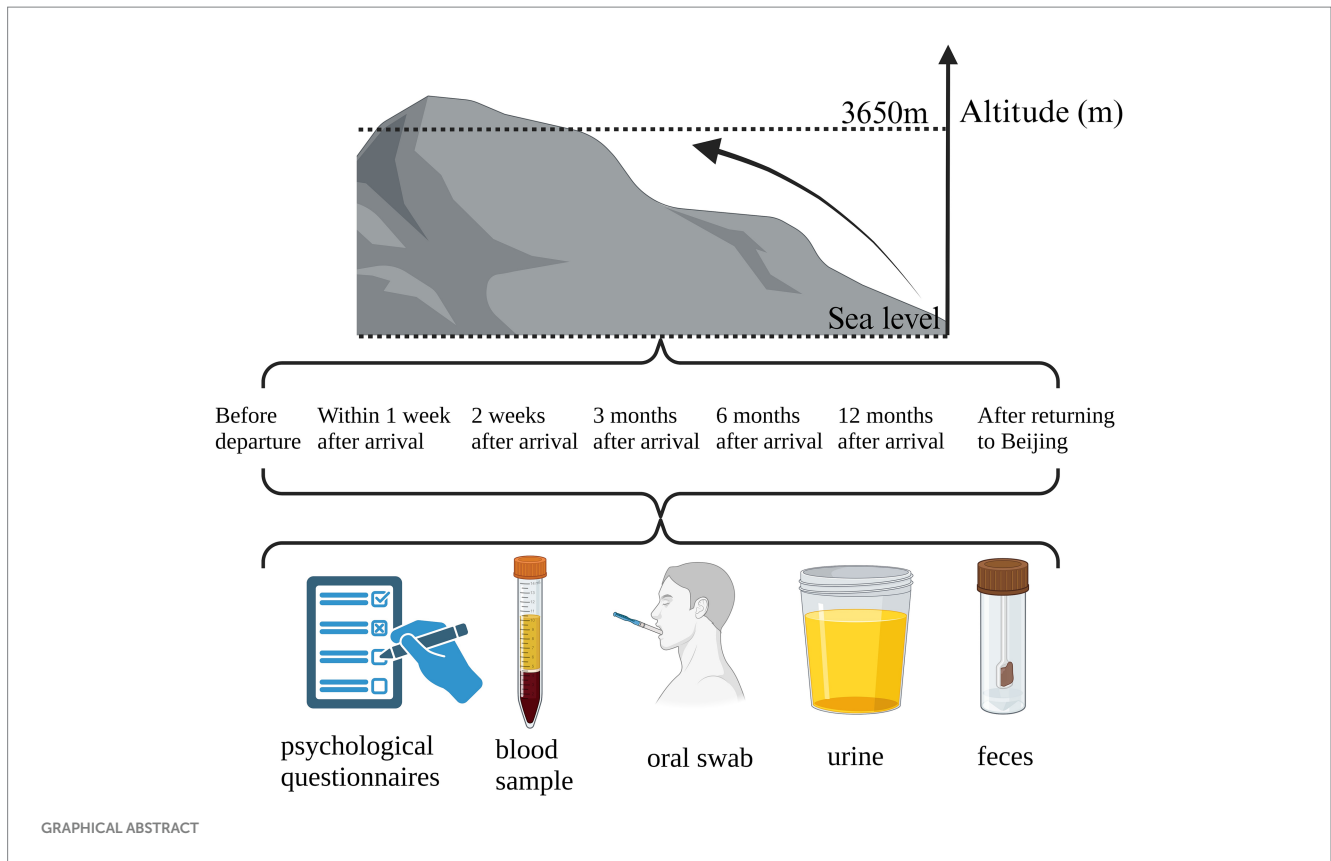 3650m
Altitude (m)
Sea level
Before
departure
Within 1 week
after arrival
2 weeks
after arrival
3 months
after arrival
6 months
after arrival
12 months
after arrival
After returning
to Beijing
psychological
questionnaires
blood
sample
oral swab
urine
feces
GRAPHICAL ABSTRACT